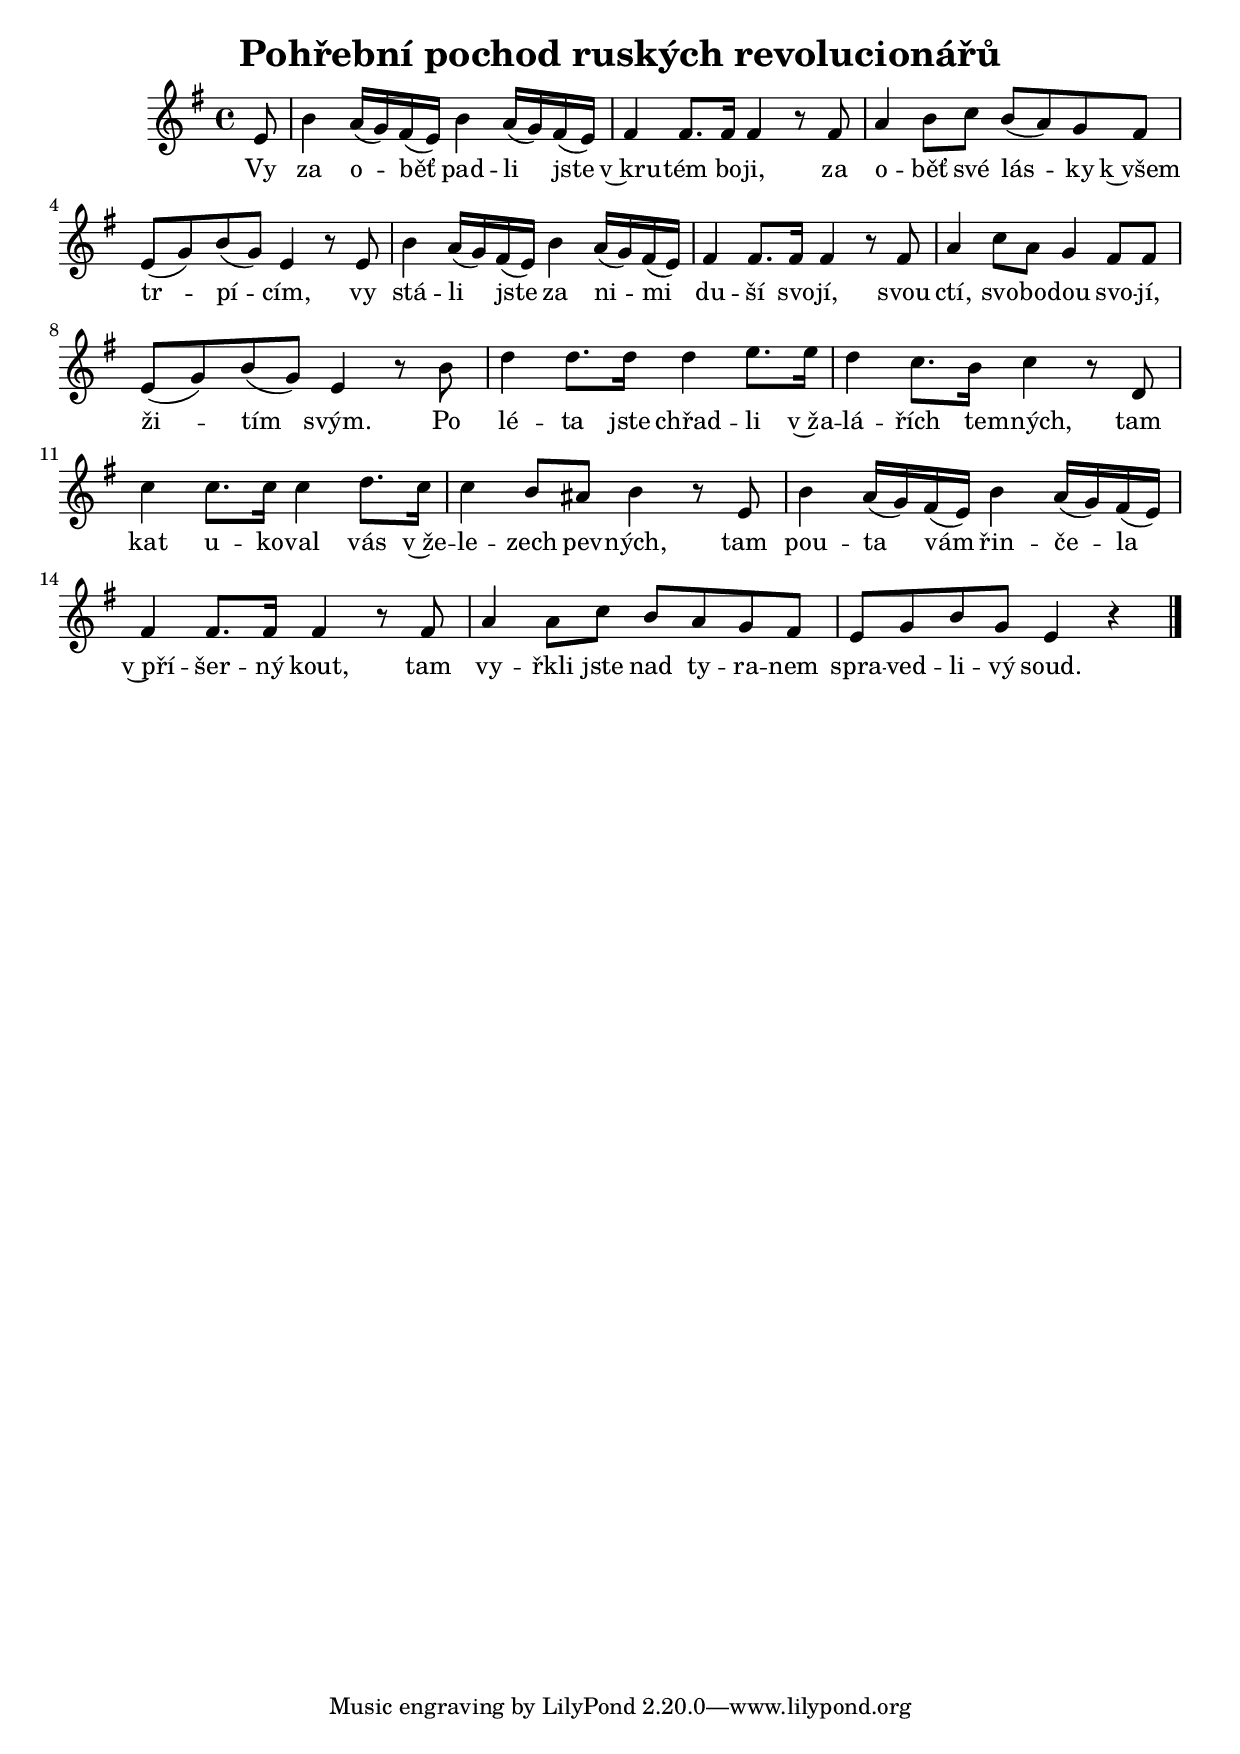 Pohřební pochod ruských revolucionářů
Vy za o -- běť pad -- li jste v krutém boji, za o -- běť své lás -- ky k všem
4
tr -- pí -- cím, vy stá -- li jste za ni -- mi du -- ší svojí, svou ctí, svobodou svo -- jí,
8
ži -- tím svým. Po lé -- ta jste chřad -- li v ža -- lá -- řích temných, tam
11
kat u -- koval vás v že -- le -- zech pevných, tam pou -- ta vám řin -- če -- la
14
v pří -- šer -- ný kout, tam vy -- řkli jste nad ty -- ra -- nem spra -- ved -- li -- vý soud.
Music engraving by LilyPond 2.20.0—www.lilypond.org